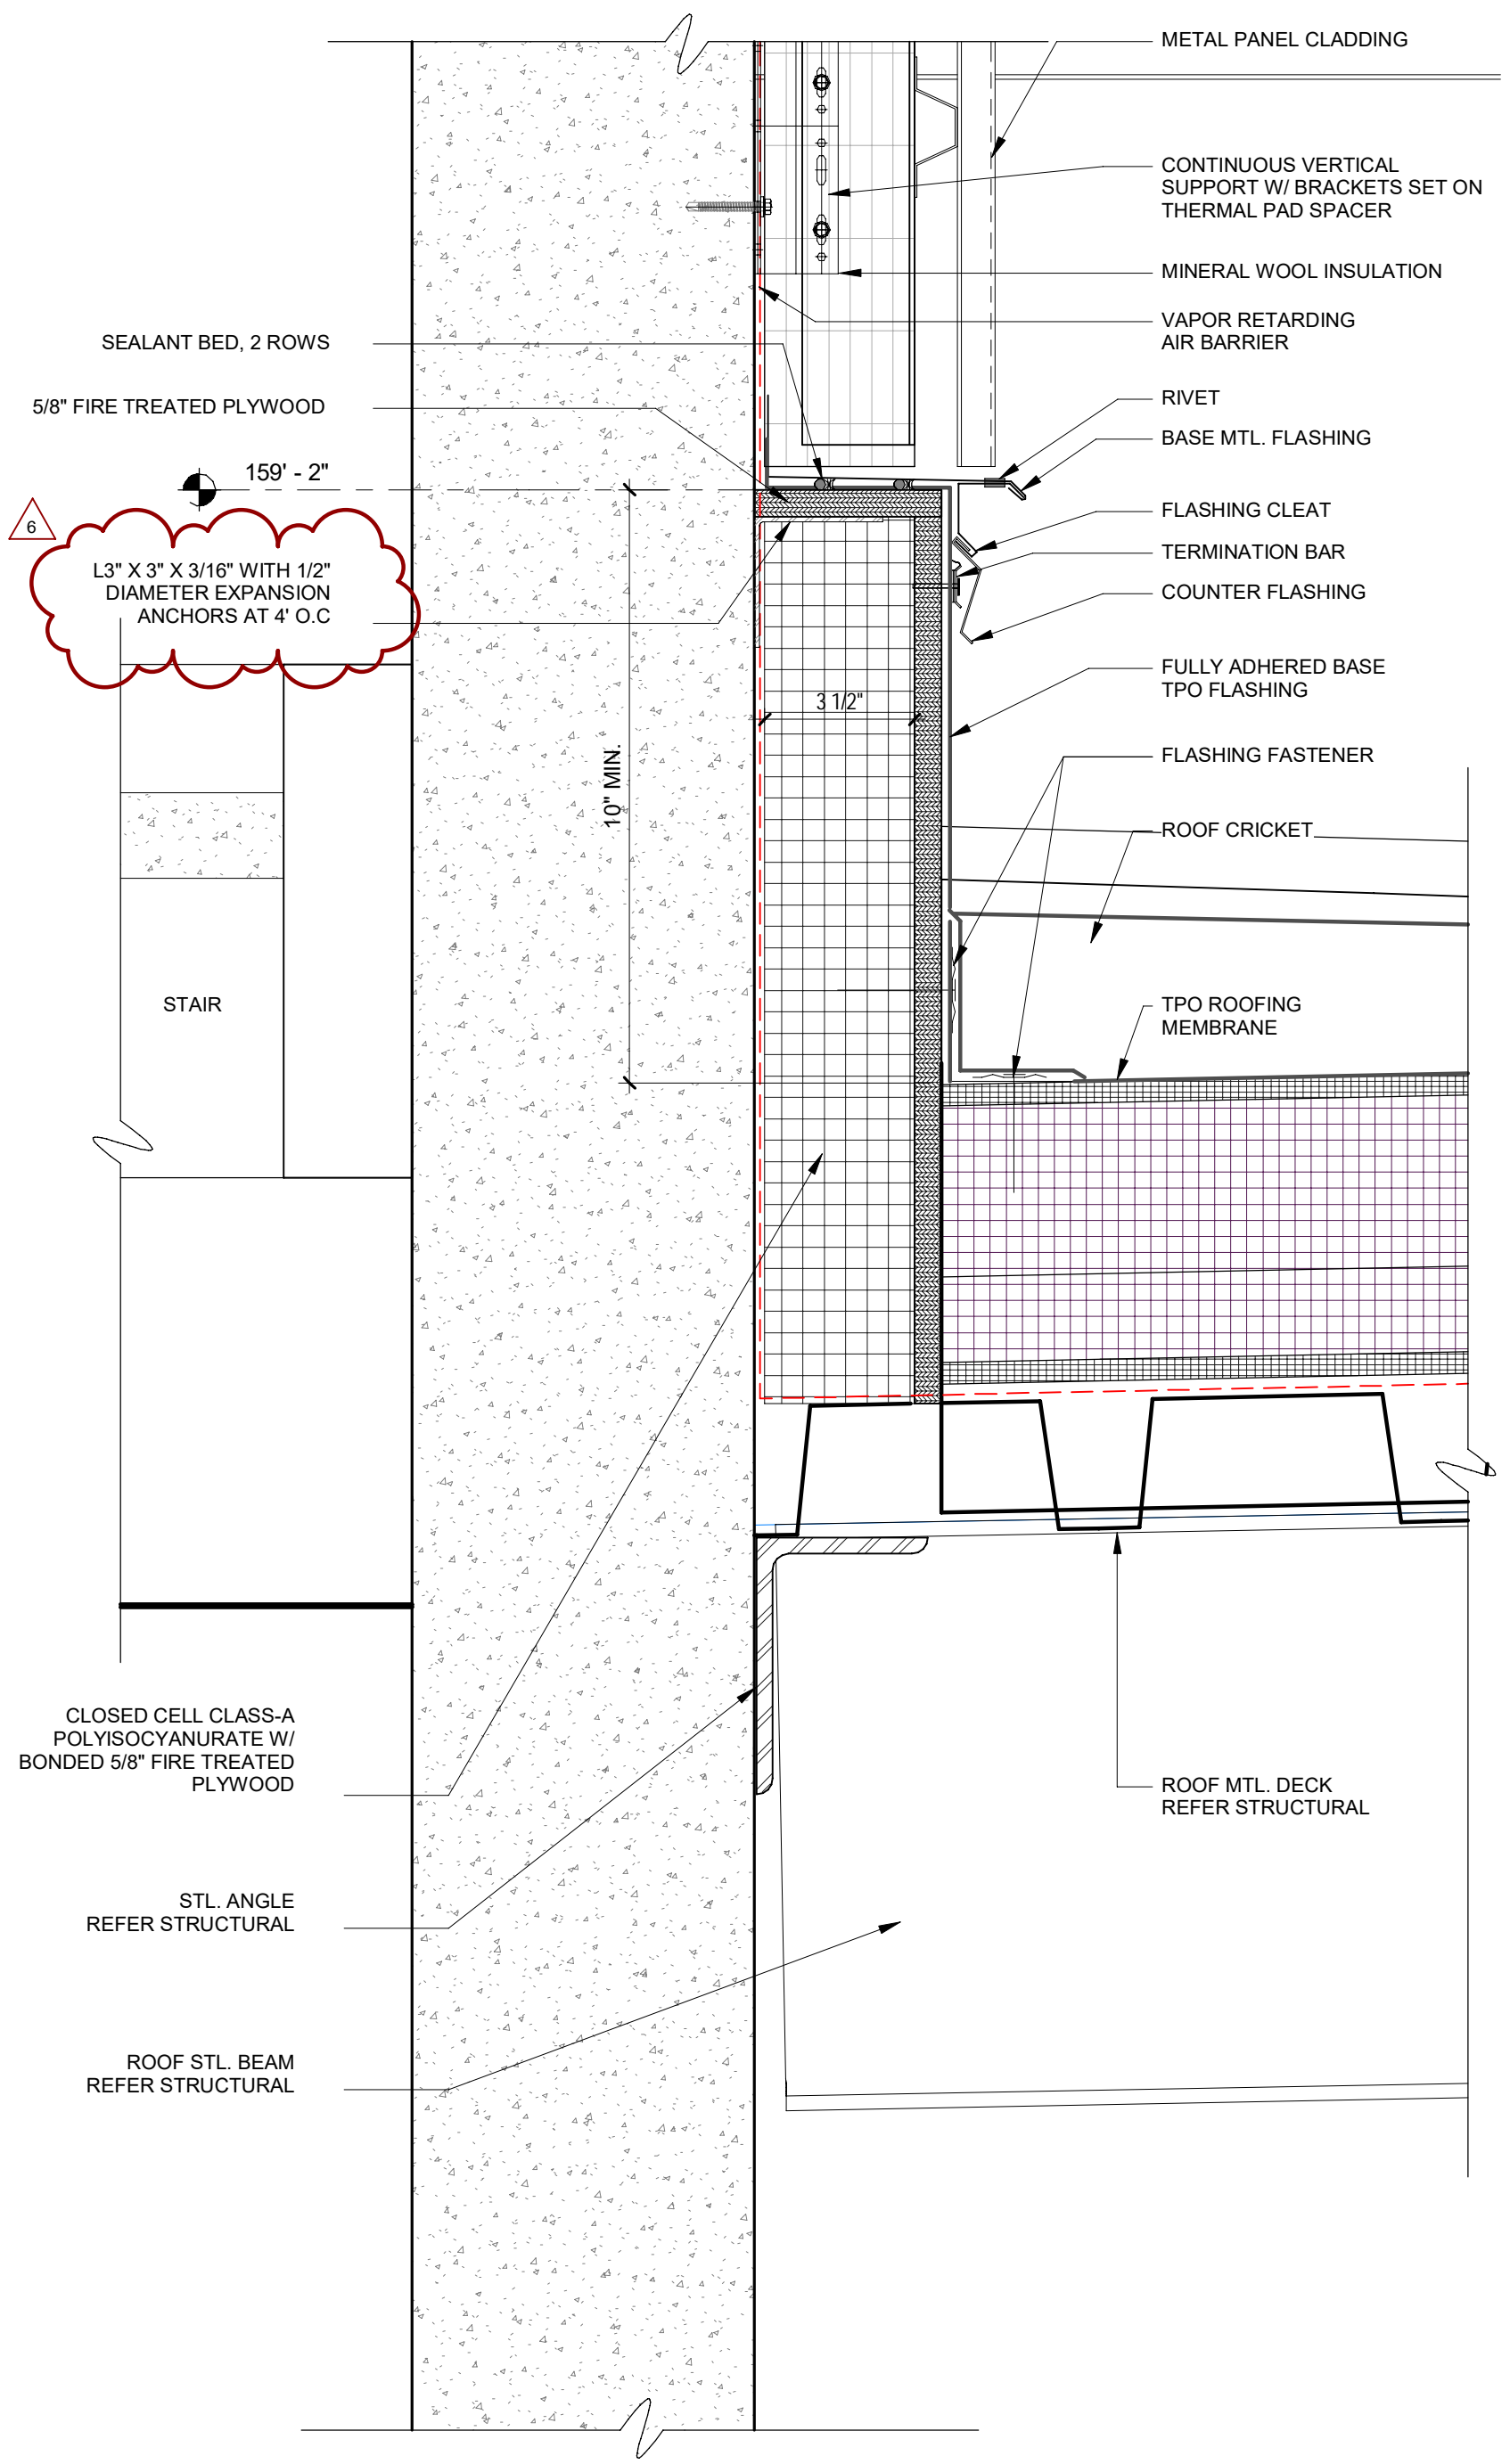 METAL PANEL CLADDING
CONTINUOUS VERTICAL
SUPPORT W/ BRACKETS SET ON
THERMAL PAD SPACER
MINERAL WOOL INSULATION
VAPOR RETARDING
AIR BARRIER
SEALANT BED, 2 ROWS
RIVET
5/8" FIRE TREATED PLYWOOD
BASE MTL. FLASHING
159' - 2"
FLASHING CLEAT
6
TERMINATION BAR
L3" X 3" X 3/16" WITH 1/2"
DIAMETER EXPANSION
ANCHORS AT 4' O.C
COUNTER FLASHING
FULLY ADHERED BASE
TPO FLASHING
3 1/2"
FLASHING FASTENER
10" MIN.
ROOF CRICKET
STAIR
TPO ROOFING
MEMBRANE
CLOSED CELL CLASS-A
POLYISOCYANURATE W/
BONDED 5/8" FIRE TREATED
PLYWOOD
ROOF MTL. DECK
REFER STRUCTURAL
STL. ANGLE
REFER STRUCTURAL
ROOF STL. BEAM
REFER STRUCTURAL